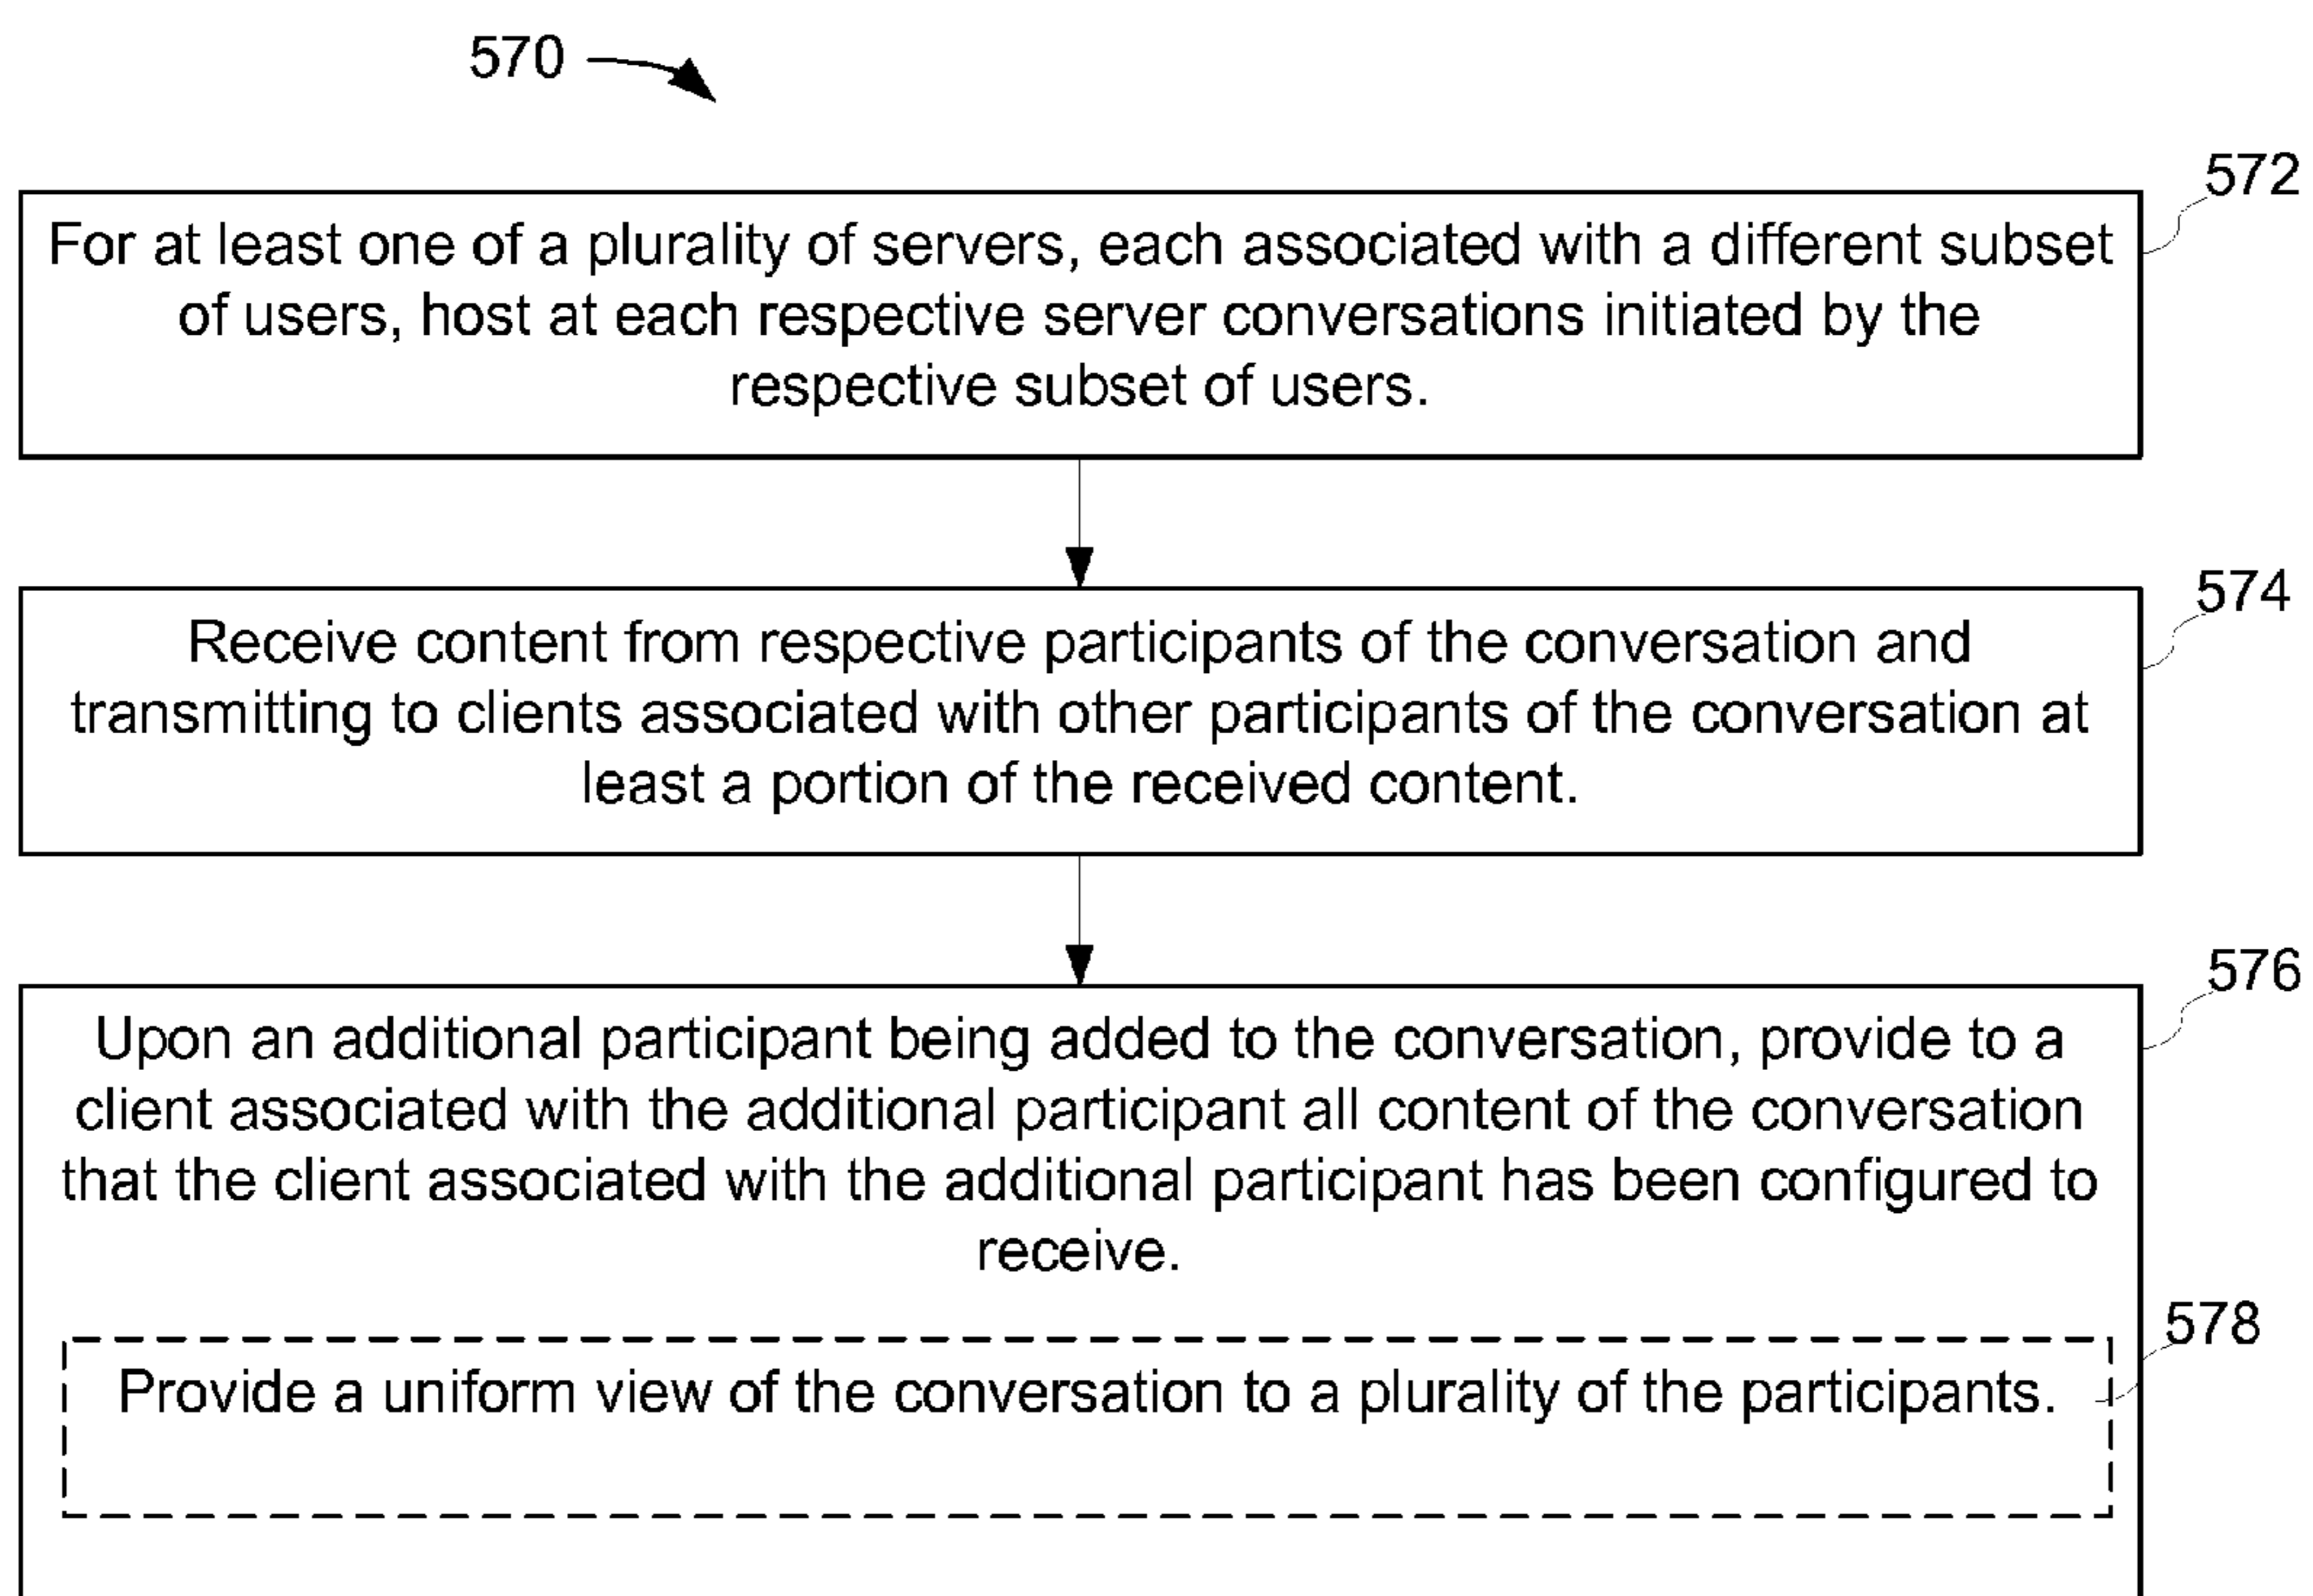 570
572
For at least one of a plurality of servers, each associated with a different subset
of users, host at each respective server conversations initiated by the
respective subset of users.
574
Receive content from respective participants of the conversation and
transmitting to clients associated with other participants of the conversation at
least a portion of the received content.
576
Upon an additional participant being added to the conversation, provide to a
client associated with the additional participant all content of the conversation
that the client associated with the additional participant has been configured to
receive.
578
Provide a uniform view of the conversation to a plurality of the participants.